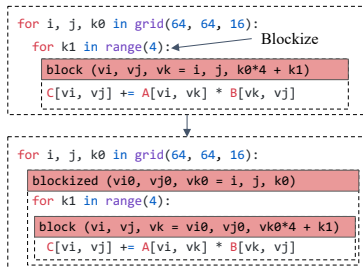 for i, j, k0 in grid(64, 64, 16):
for k1 in range(4):
Blockize
block (vi, vj, vk = i, j, k0*4 + k1)
C[vi, vj] += A[vi, vk] * B[vk, vj]
for i, j, k0 in grid(64, 64, 16):
blockized (vi0, vj0, vk0 = i, j, k0)
for k1 in range(4):
block (vi, vj, vk = vi0, vj0, vk0*4 + k1)
C[vi, vj] += A[vi, vk] * B[vk, vj]